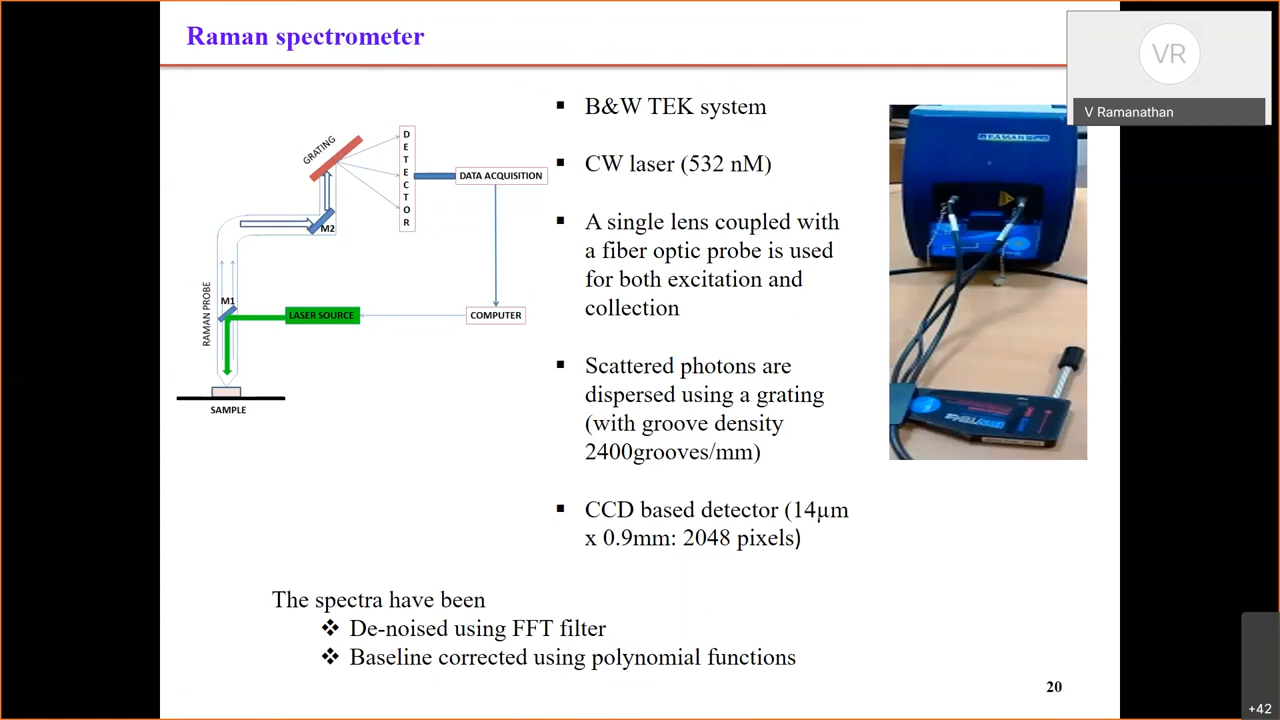 Raman spectrometer
VR
V Ramanathan
GRATING
DETECTOR
DATA ACQUISITION
M2
RAMAN PROBE
M1
LASER SOURCE
COMPUTER
SAMPLE
▪ B&W TEK system
▪ CW laser (532 nM)
▪ A single lens coupled with
a fiber optic probe is used
for both excitation and
collection
▪ Scattered photons are
dispersed using a grating
(with groove density
2400grooves/mm)
▪ CCD based detector (14µm
x 0.9mm: 2048 pixels)
The spectra have been
❖ De-noised using FFT filter
❖ Baseline corrected using polynomial functions
20
+42